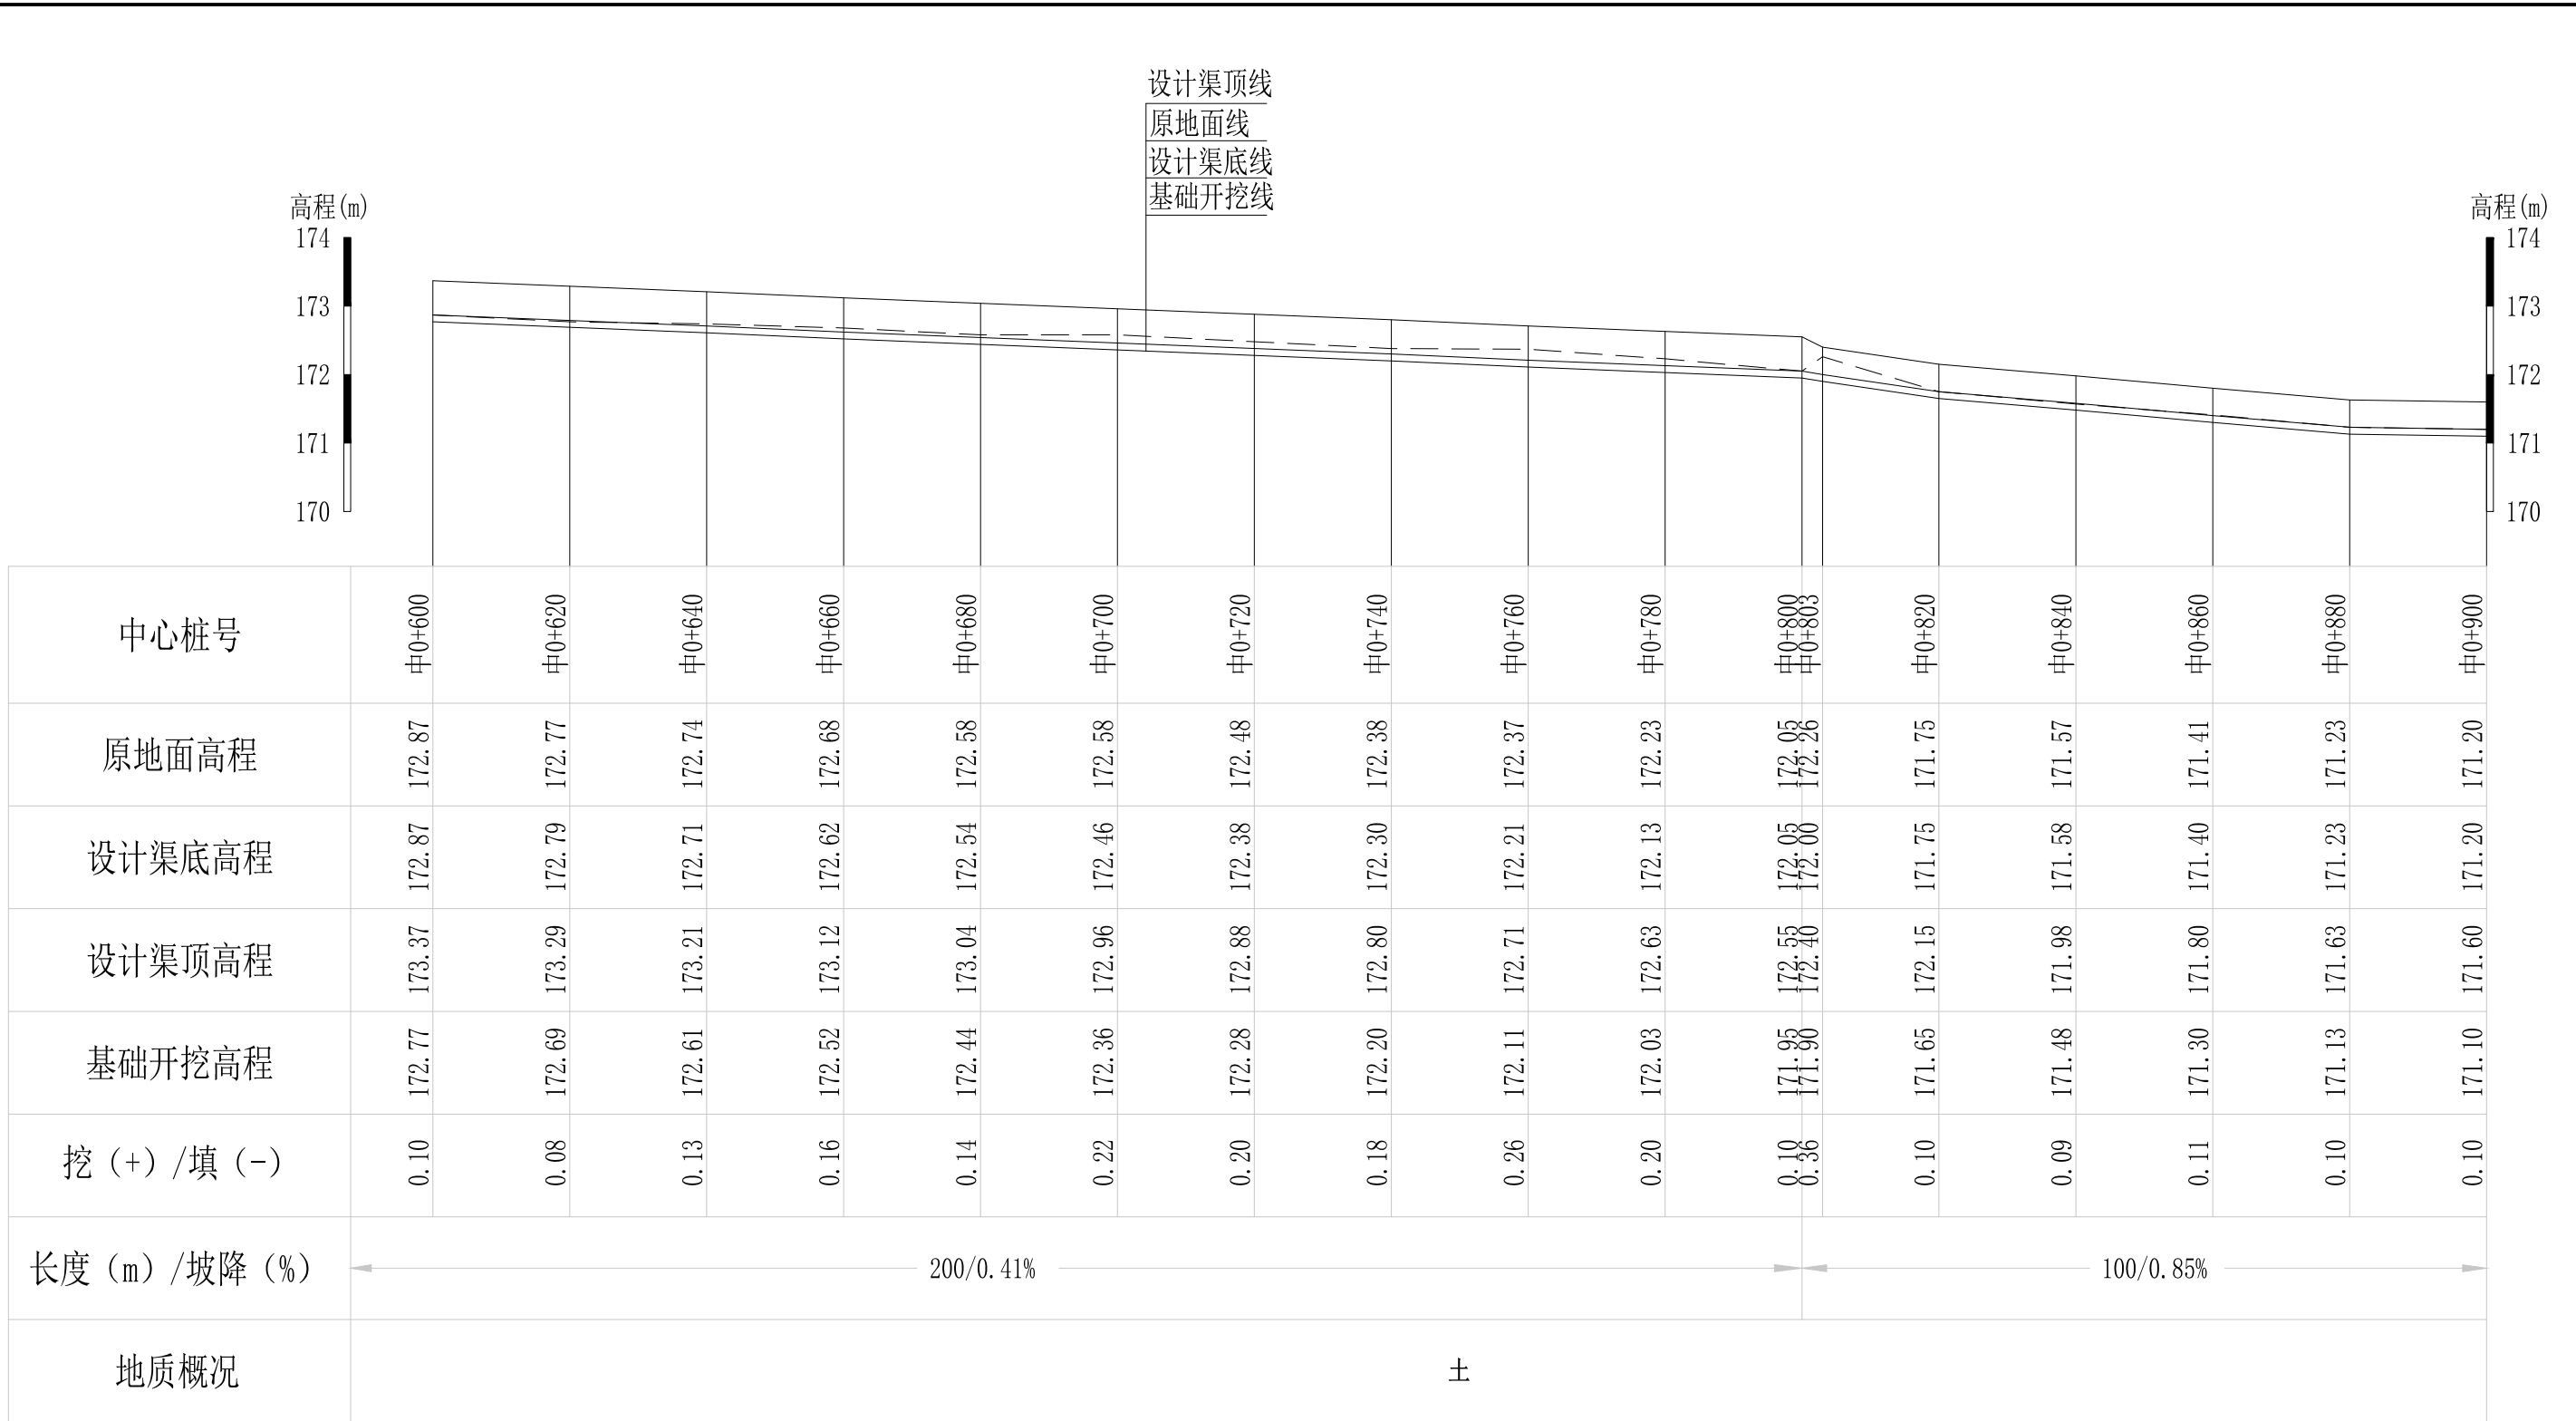 设计渠顶线
原地面线
设计渠底线
基础开挖线
高程(m)
174
173
172
171
170
高程(m)
174
173
172
171
170
中心桩号 中0+600 中0+620 中0+640 中0+660 中0+680 中0+700 中0+720 中0+740 中0+760 中0+780 中0+800 中0+803 中0+820 中0+840 中0+860 中0+880 中0+900
原地面高程 172.87 172.77 172.74 172.68 172.58 172.58 172.48 172.38 172.37 172.23 172.05 172.26 171.75 171.57 171.41 171.23 171.20
设计渠底高程 172.87 172.79 172.71 172.62 172.54 172.46 172.38 172.30 172.21 172.13 172.05 172.00 171.75 171.58 171.40 171.23 171.20
设计渠顶高程 173.37 173.29 173.21 173.12 173.04 172.96 172.88 172.80 172.71 172.63 172.55 172.40 172.15 171.98 171.80 171.63 171.60
基础开挖高程 172.77 172.69 172.61 172.52 172.44 172.36 172.28 172.20 172.11 172.03 171.95 171.90 171.65 171.48 171.30 171.13 171.10
挖（+）/填（-） 0.10 0.08 0.13 0.16 0.14 0.22 0.20 0.18 0.26 0.20 0.10 0.36 0.10 0.09 0.11 0.10 0.10
长度（m）/坡降（%） 200/0.41% 100/0.85%
地质概况 土